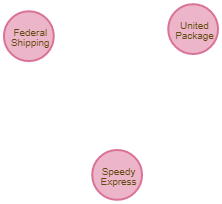 Federal
Shipping
United
Package
Speedy
Express